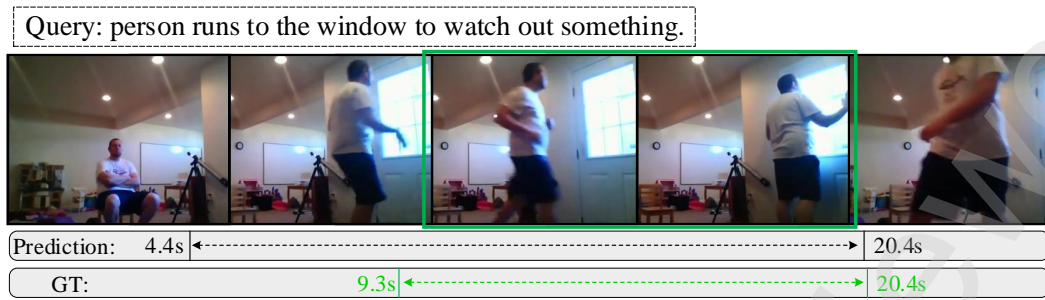 Query: person runs to the window to watch out something.
Prediction: 4.4s 20.4s
GT: 9.3s 20.4s